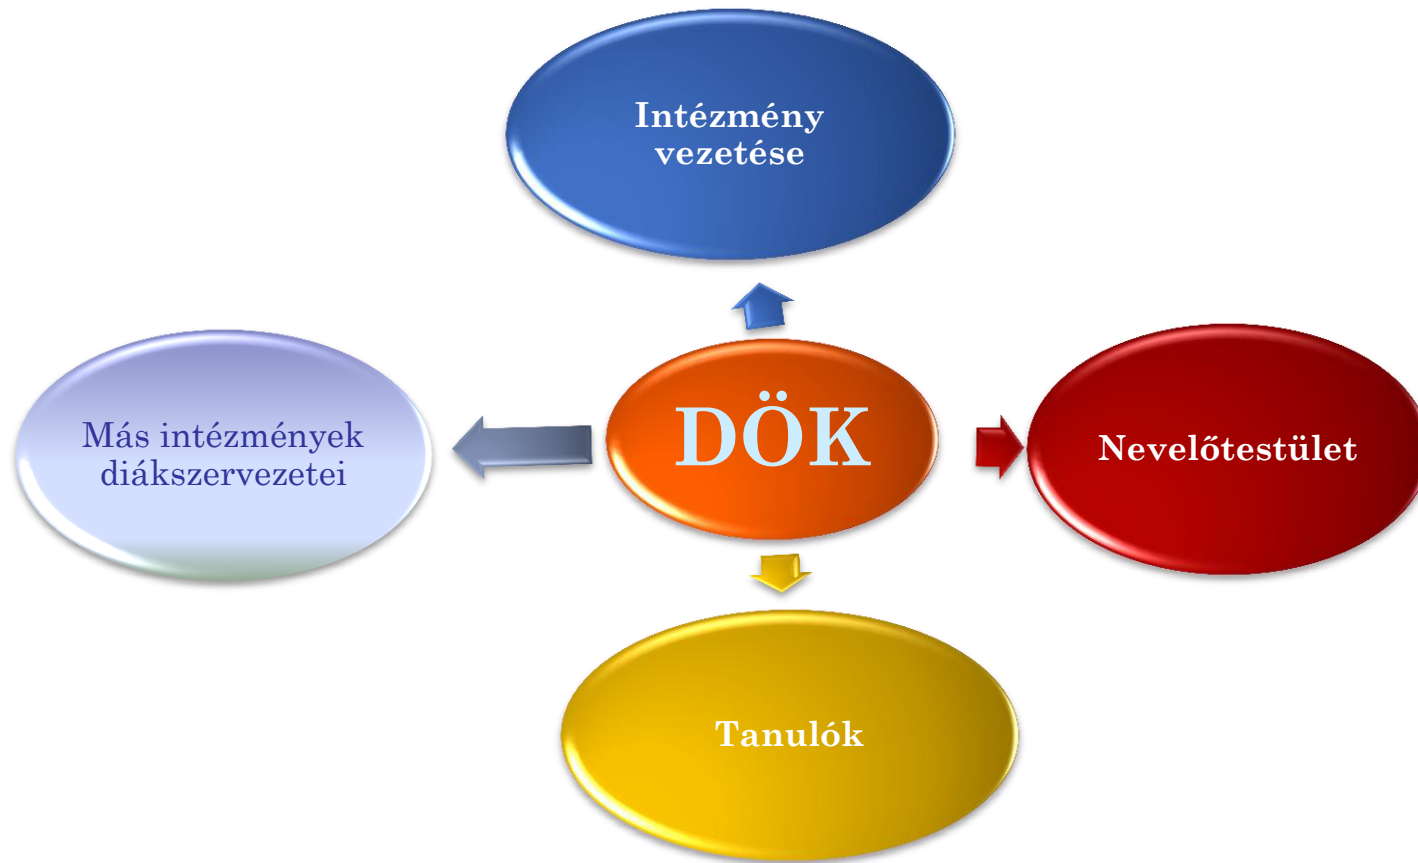 Intézmény
vezetése
Más intézmények
diákszervezetei
DÖK
Nevelőtestület
Tanulók